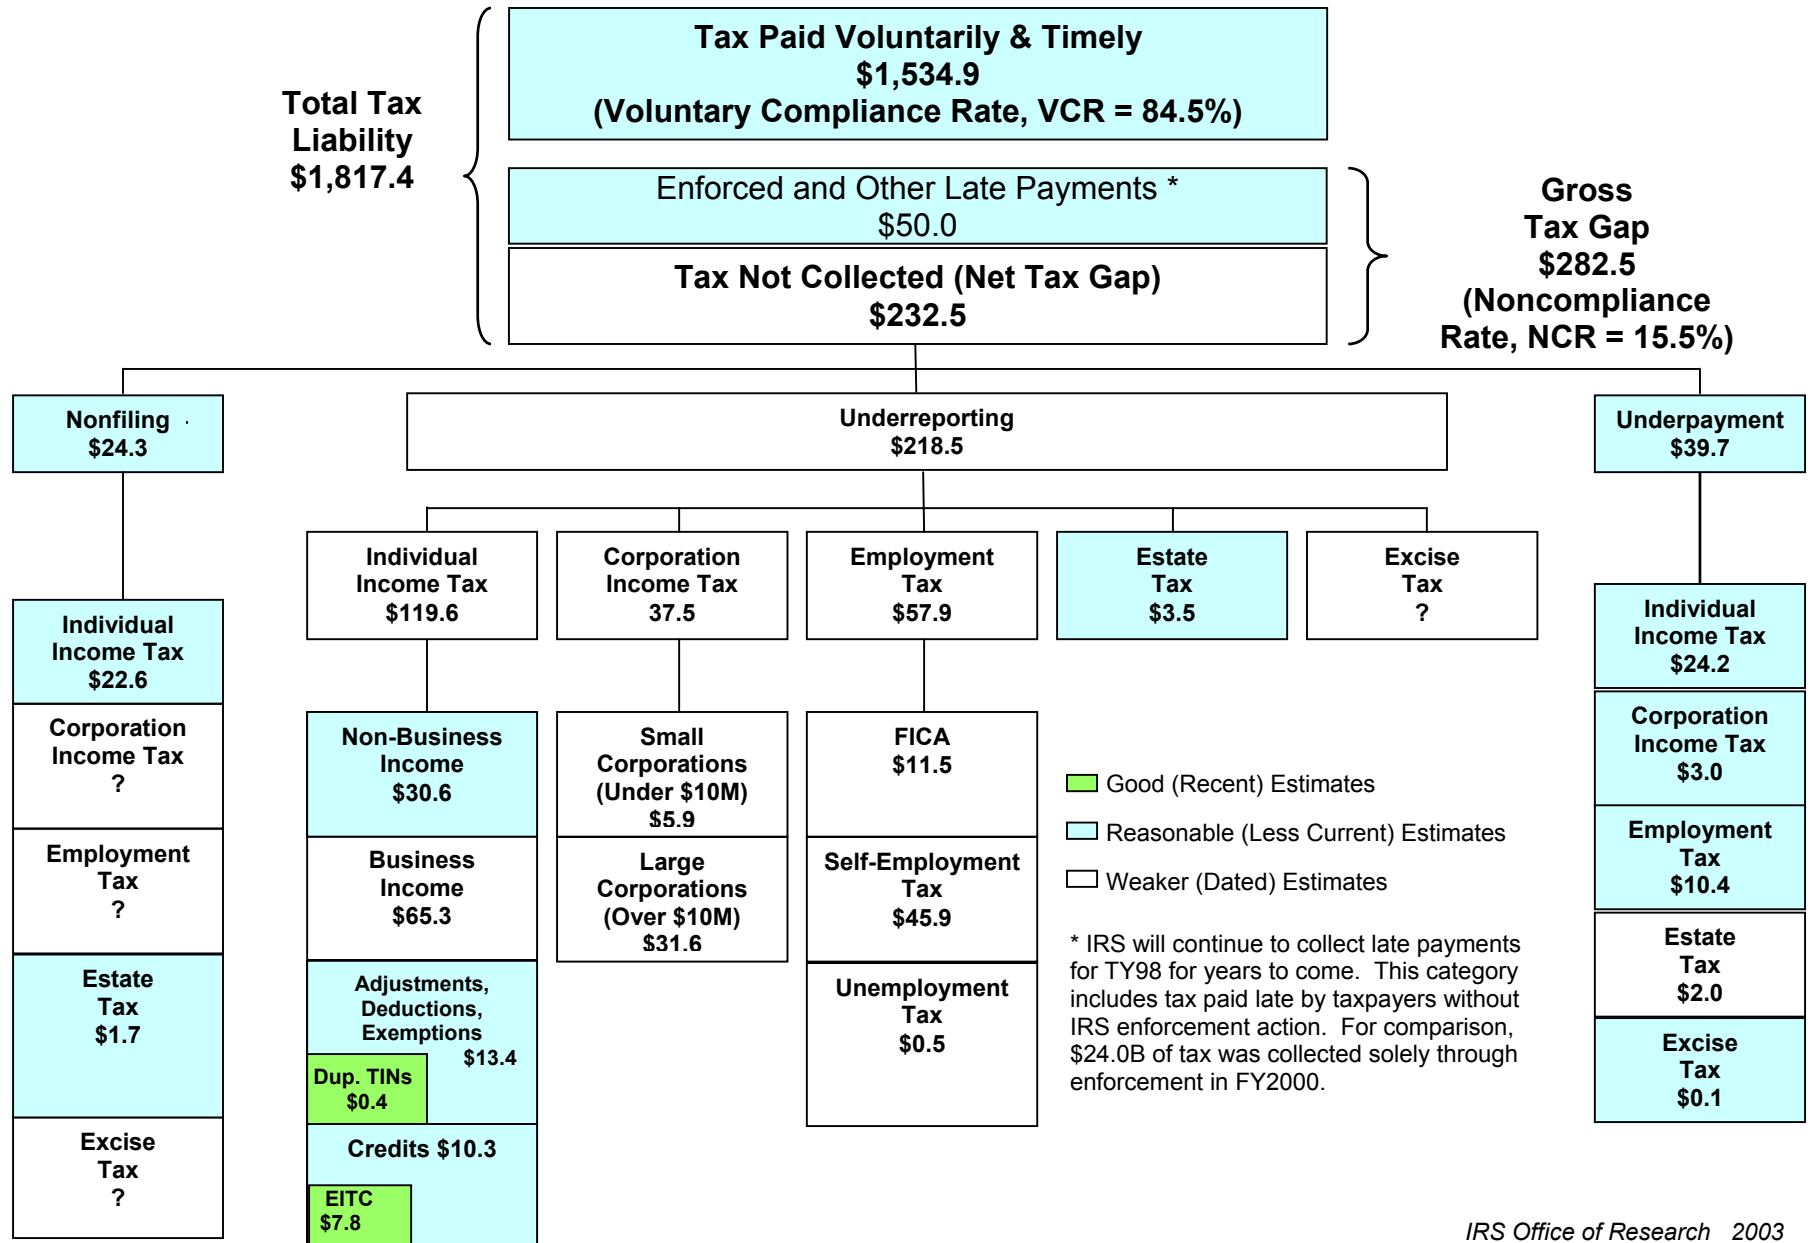 Tax Paid Voluntarily & Timely
$1,534.9
(Voluntary Compliance Rate, VCR = 84.5%)
Total Tax
Liability
$1,817.4
Enforced and Other Late Payments *
$50.0
Tax Not Collected (Net Tax Gap)
$232.5
Gross
Tax Gap
$282.5
(Noncompliance
Rate, NCR = 15.5%)
Nonfiling
$24.3
Underreporting
$218.5
Underpayment
$39.7
Individual
Income Tax
$22.6
Corporation
Income Tax
?
Employment
Tax
?
Estate
Tax
$1.7
Excise
Tax
?
Individual
Income Tax
$119.6
Corporation
Income Tax
37.5
Employment
Tax
$57.9
Estate
Tax
$3.5
Excise
Tax
?
Non-Business
Income
$30.6
Business
Income
$65.3
Adjustments,
Deductions,
Exemptions
$13.4
Dup. TINs
$0.4
Credits $10.3
EITC
$7.8
Small
Corporations
(Under $10M)
$5.9
Large
Corporations
(Over $10M)
$31.6
FICA
$11.5
Self-Employment
Tax
$45.9
Unemployment
Tax
$0.5
Good (Recent) Estimates
Reasonable (Less Current) Estimates
Weaker (Dated) Estimates
* IRS will continue to collect late payments
for TY98 for years to come. This category
includes tax paid late by taxpayers without
IRS enforcement action. For comparison,
$24.0B of tax was collected solely through
enforcement in FY2000.
Individual
Income Tax
$24.2
Corporation
Income Tax
$3.0
Employment
Tax
$10.4
Estate
Tax
$2.0
Excise
Tax
$0.1
IRS Office of Research 2003